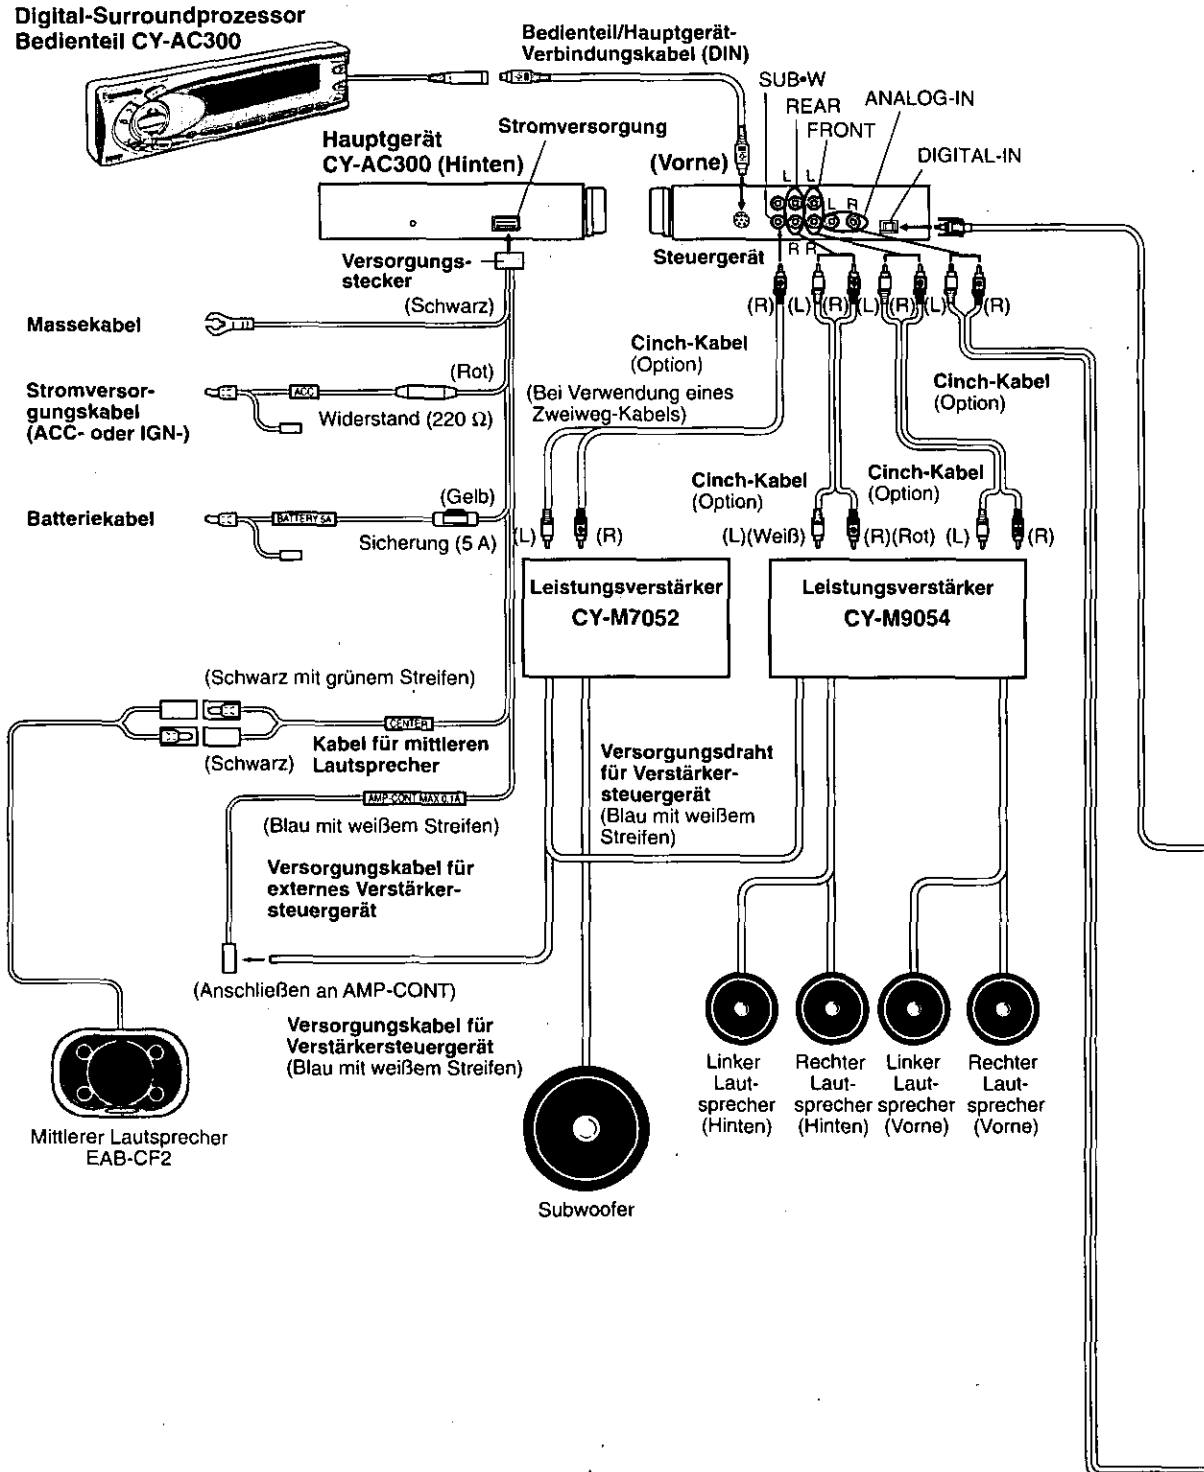 Digital-Surroundprozessor
Bedienteil CY-AC300
Bedienteil/Hauptgerät-
Verbindungskabel (DIN)
SUB•W
REAR
FRONT
ANALOG-IN
DIGITAL-IN
Hauptgerät
CY-AC300 (Hinten)
Stromversorgung
(Vorne)
L L
L R
R R
Steuergerät
Versorgungs-
stecker
(Schwarz)
(R) (L) (R) (L) (R) (L) (R)
Massekabel
Cinch-Kabel
(Option)
(Rot)
Stromversor-
gungskabel
(ACC- oder IGN-)
ACC
Widerstand (220 Ω)
(Bei Verwendung eines
Zweiweg-Kabels)
Cinch-Kabel
(Option)
Cinch-Kabel
(Option)
Cinch-Kabel
(Option)
(Gelb)
Batteriekabel
BATTERY 5A
Sicherung (5 A)
(L) (R)
(L)(Weiß) (R)(Rot) (L) (R)
Leistungsverstärker
CY-M7052
Leistungsverstärker
CY-M9054
(Schwarz mit grünem Streifen)
CENTER
(Schwarz)
Kabel für mittleren
Lautsprecher
Versorgungsdraht
für Verstärker-
steuergerät
(Blau mit weißem
Streifen)
AMP-CONT MAX 0.1A
(Blau mit weißem Streifen)
Versorgungskabel für
externes Verstärker-
steuergerät
(Anschließen an AMP-CONT)
Versorgungskabel für
Verstärkersteuergerät
(Blau mit weißem Streifen)
Mittlerer Lautsprecher
EAB-CF2
Subwoofer
Linker
Laut-
sprecher
(Hinten)
Rechter
Laut-
sprecher
(Hinten)
Linker
Laut-
sprecher
(Vorne)
Rechter
Laut-
sprecher
(Vorne)